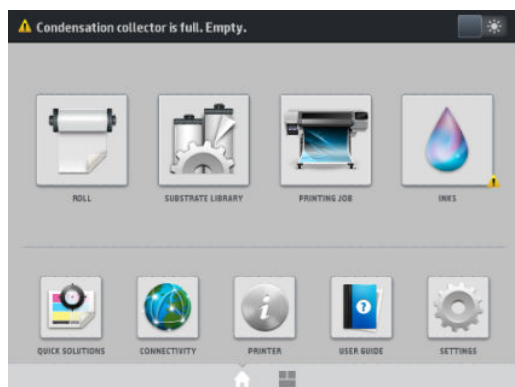 Condensation collector is full. Empty.
ROLL
SUBSTRATE LIBRARY
PRINTING JOB
INKS
QUICK SOLUTIONS
CONNECTIVITY
PRINTER
USER GUIDE
SETTINGS